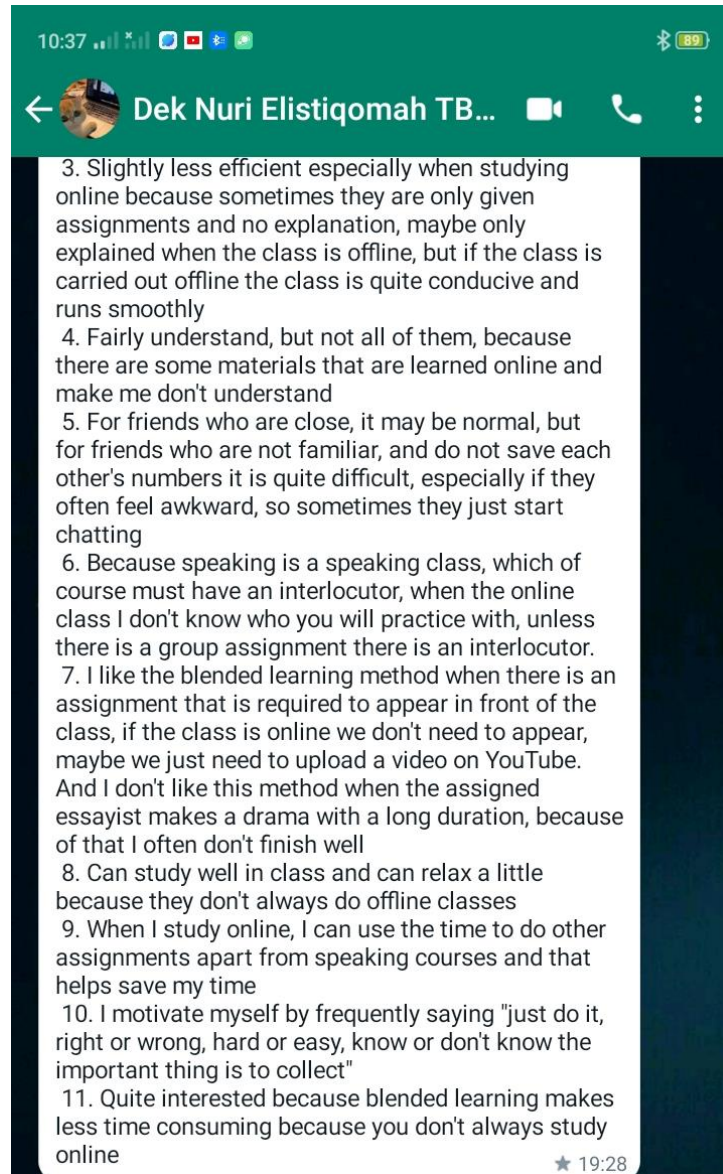 10:37
89
Dek Nuri Elistiqomah TB...
3. Slightly less efficient especially when studying
online because sometimes they are only given
assignments and no explanation, maybe only
explained when the class is offline, but if the class is
carried out offline the class is quite conducive and
runs smoothly
4. Fairly understand, but not all of them, because
there are some materials that are learned online and
make me don't understand
5. For friends who are close, it may be normal, but
for friends who are not familiar, and do not save each
other's numbers it is quite difficult, especially if they
often feel awkward, so sometimes they just start
chatting
6. Because speaking is a speaking class, which of
course must have an interlocutor, when the online
class I don't know who you will practice with, unless
there is a group assignment there is an interlocutor.
7. I like the blended learning method when there is an
assignment that is required to appear in front of the
class, if the class is online we don't need to appear,
maybe we just need to upload a video on YouTube.
And I don't like this method when the assigned
essayist makes a drama with a long duration, because
of that I often don't finish well
8. Can study well in class and can relax a little
because they don't always do offline classes
9. When I study online, I can use the time to do other
assignments apart from speaking courses and that
helps save my time
10. I motivate myself by frequently saying "just do it,
right or wrong, hard or easy, know or don't know the
important thing is to collect"
11. Quite interested because blended learning makes
less time consuming because you don't always study
online
19:28